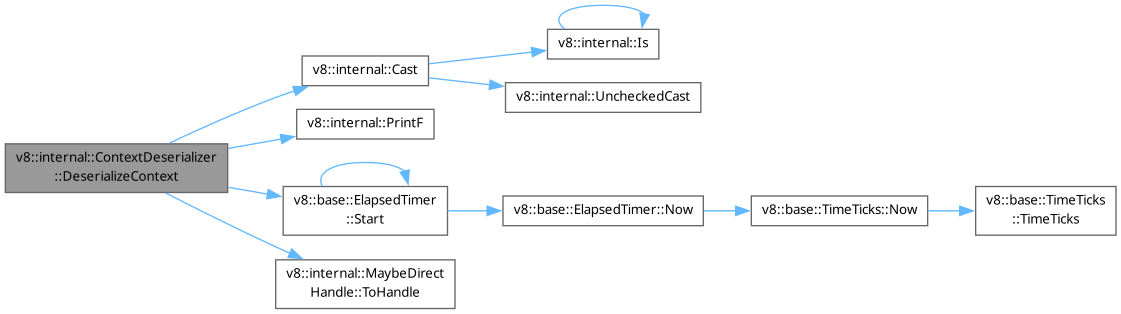 v8::internal::Is
v8::internal::Cast
v8::internal::UncheckedCast
v8::internal::PrintF
v8::internal::ContextDeserializer
::DeserializeContext
v8::base::ElapsedTimer
::Start
v8::base::ElapsedTimer::Now
v8::base::TimeTicks::Now
v8::base::TimeTicks
::TimeTicks
v8::internal::MaybeDirect
Handle::ToHandle